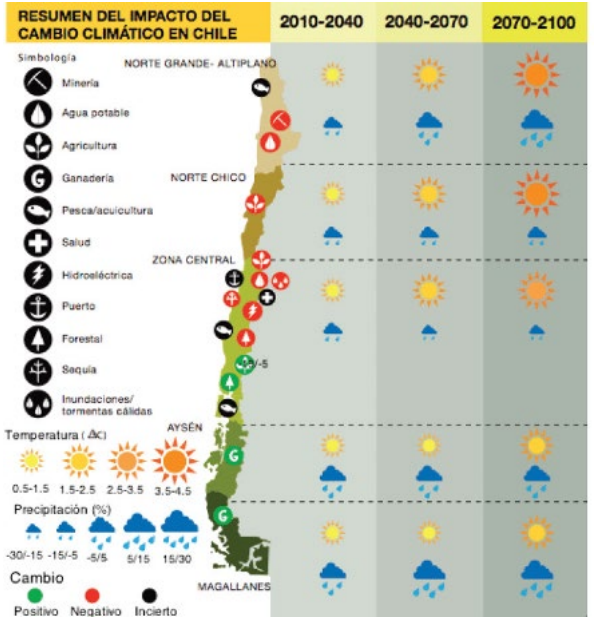 RESUMEN DEL IMPACTO DEL
CAMBIO CLIMÁTICO EN CHILE
2010-2040
2040-2070
2070-2100
Simbología
Minería
Agua potable
Agricultura
Ganadería
Pesca/acuicultura
Salud
Hidroeléctrica
Puerto
Forestal
Sequía
Inundaciones/
tormentas cálidas
NORTE GRANDE- ALTIPLANO
NORTE CHICO
ZONA CENTRAL
/-5
AYSÉN
MAGALLANES
Temperatura (
0.5-1.5
1.5-2.5
2.5-3.5
3.5-4.5
Precipitación (%)
-30/-15
-15/-5
-5/5
5/15
15/30
Cambio
Positivo
Negativo
Incierto